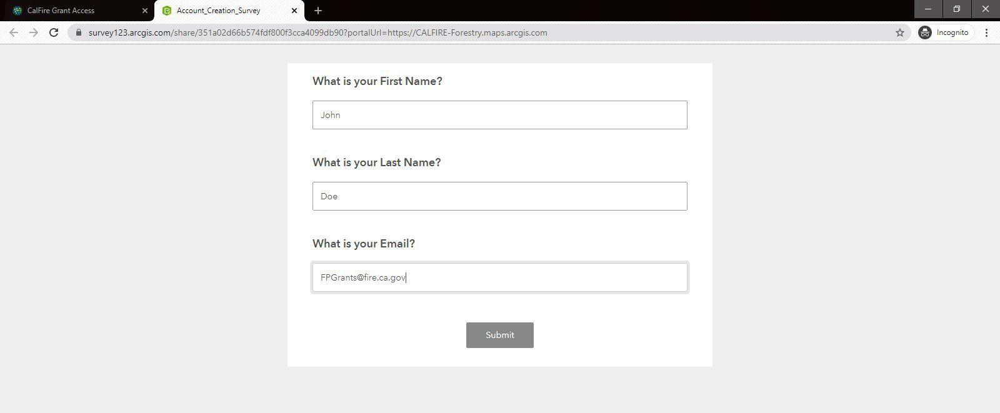 CalFire Grant Access
Account_Creation_Survey
survey123.arcgis.com/share/351a02d66b574fdf800f3cca4099db90?portalUrl=https://CALFIRE-Forestry.maps.arcgis.com
Incognito
What is your First Name?
John
What is your Last Name?
Doe
What is your Email?
FPGrants@fire.ca.gov
Submit